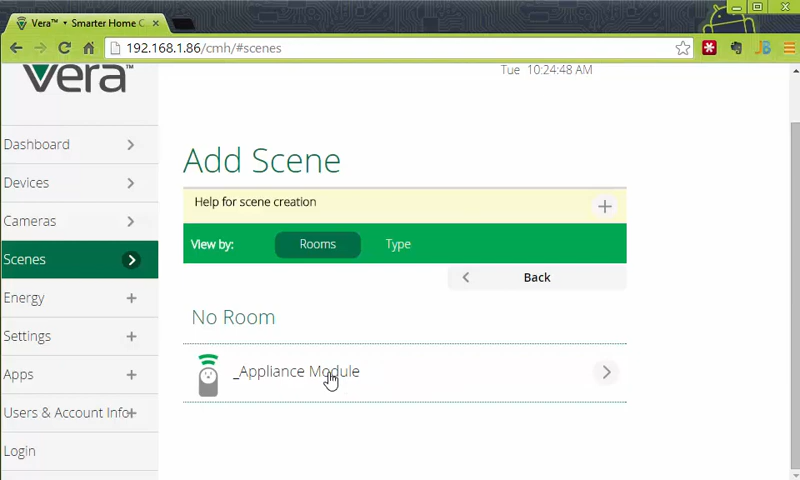 Vera™ • Smarter Home C
192.168.1.86/cmh/#scenes
vera™
Tue 10:24:48 AM
Dashboard
Devices
Cameras
Scenes
Energy
Settings
Apps
Users & Account Info
Login
Add Scene
Help for scene creation
View by: Rooms Type
Back
No Room
_Appliance Module